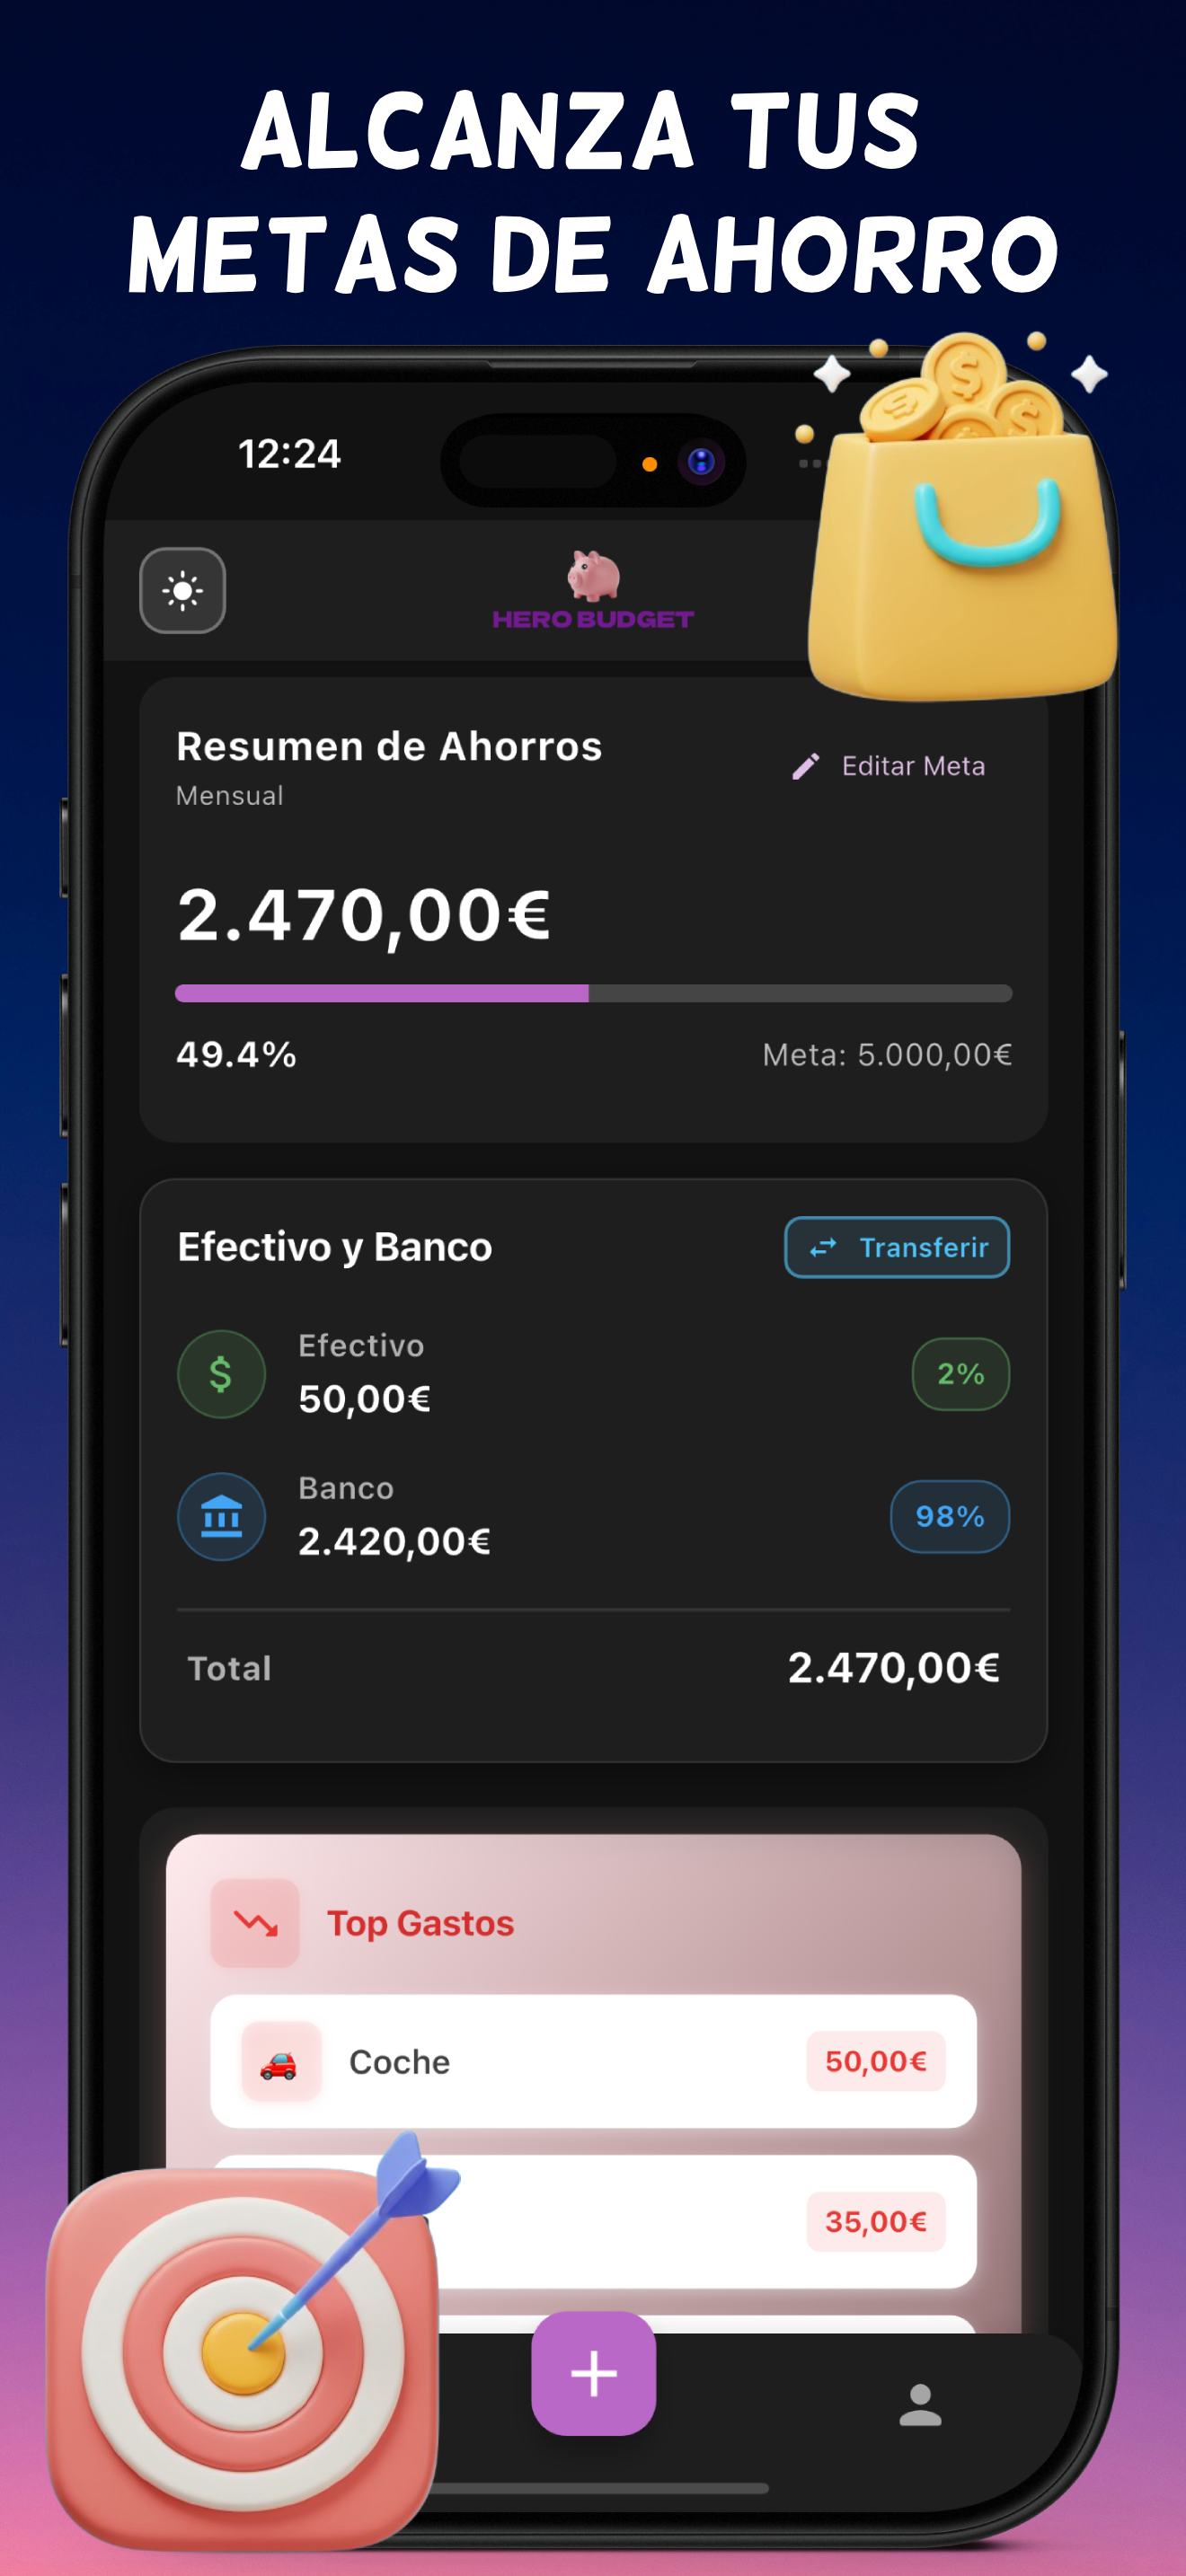 ALCANZA TUS
METAS DE AHORRO
12:24
HERO BUDGET
Resumen de Ahorros
Editar Meta
Mensual
2.470,00€
49.4%
Meta: 5.000,00€
Efectivo y Banco
Transferir
$
Efectivo
50,00€
2%
Banco
2.420,00€
98%
Total
2.470,00€
Top Gastos
Coche
50,00€
35,00€